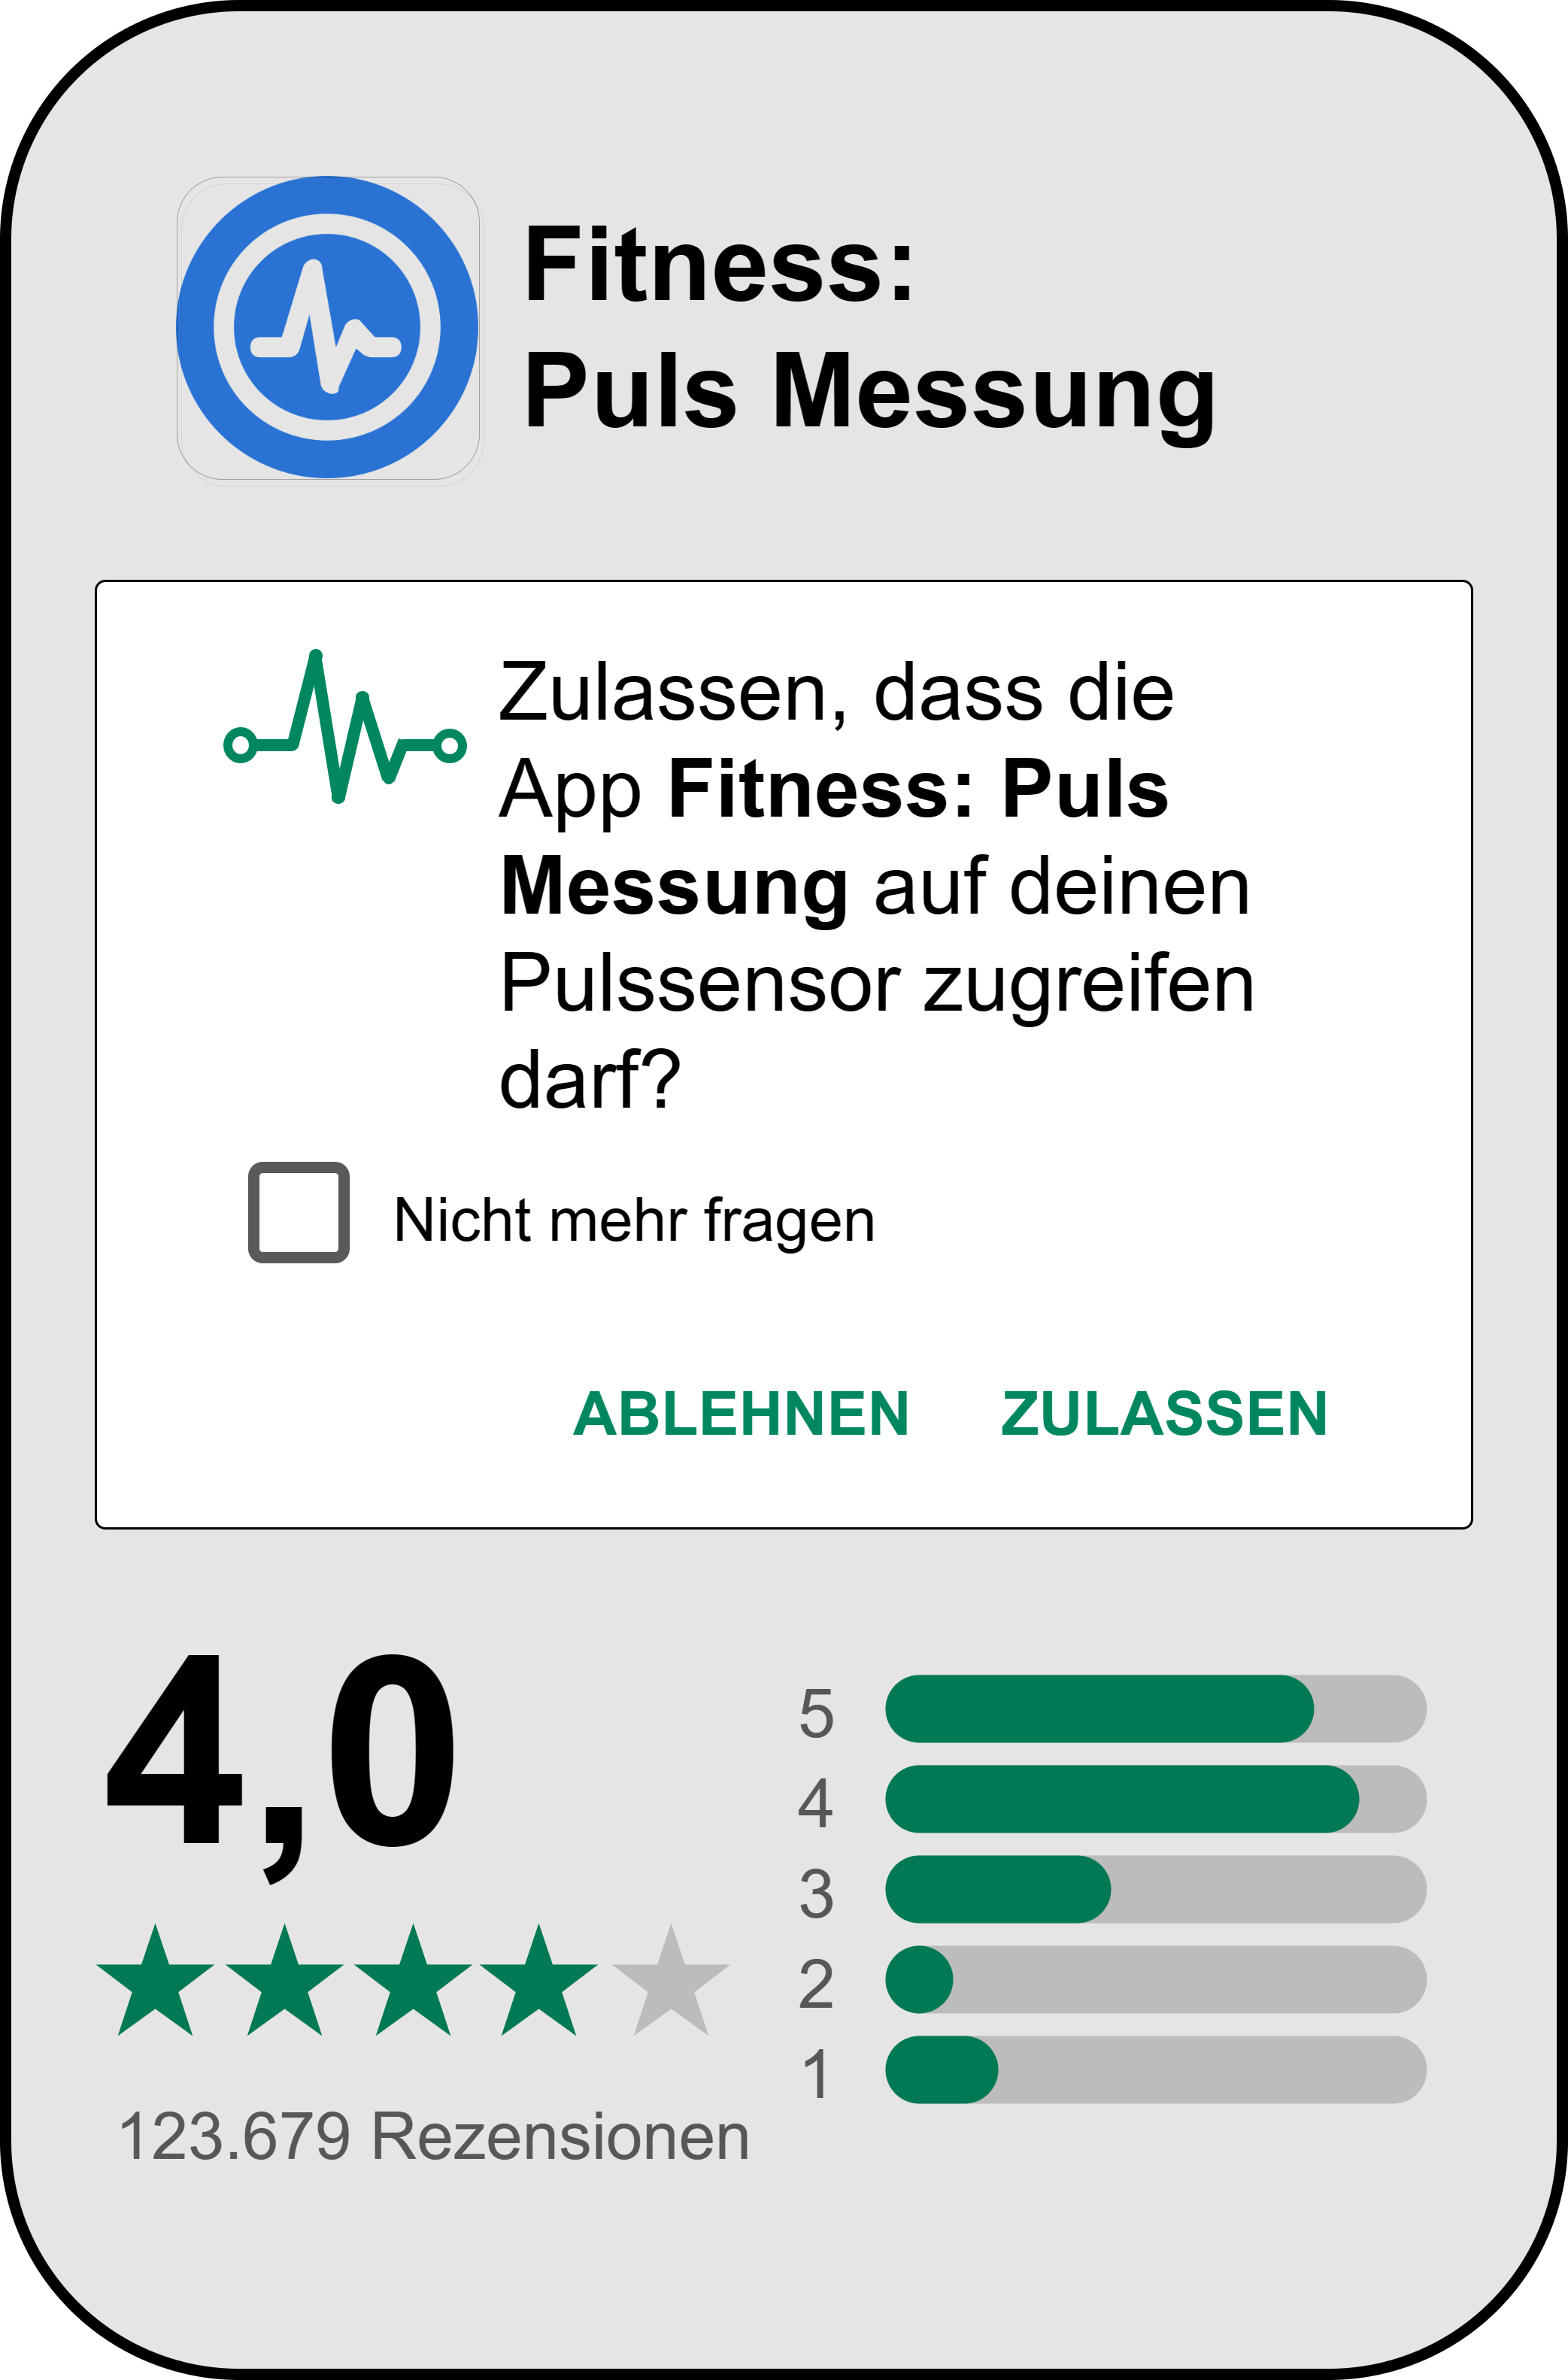 Fitness:
Puls Messung
Zulassen, dass die
App Fitness: Puls
Messung auf deinen
Pulssensor zugreifen
darf?
Nicht mehr fragen
ABLEHNEN ZULASSEN
4,0
123.679 Rezensionen
5
4
3
2
1